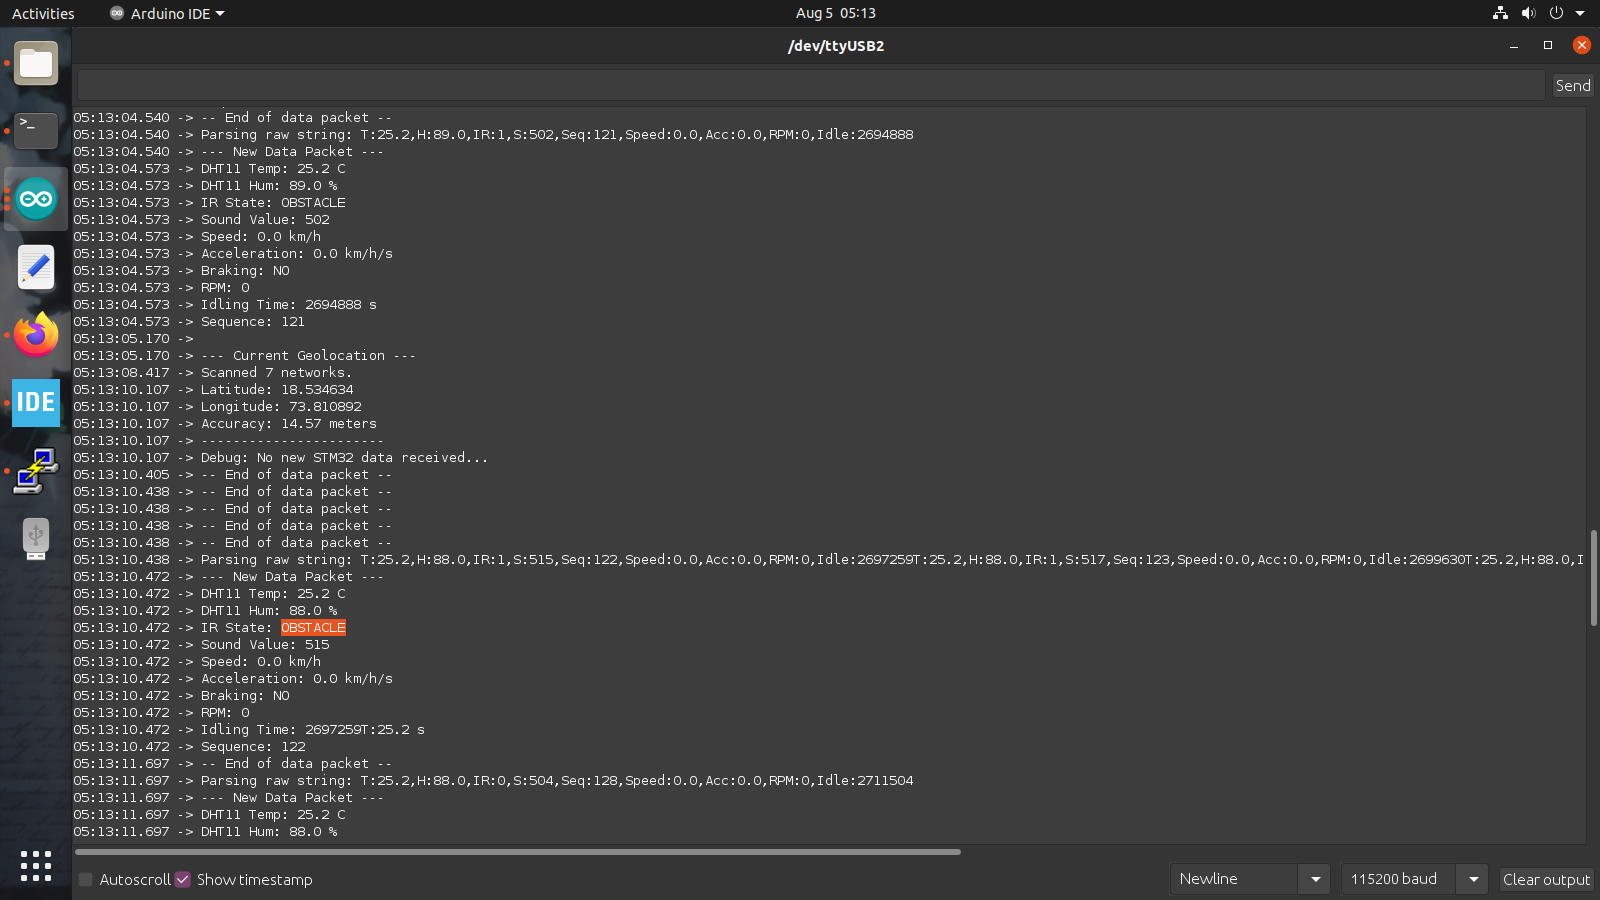 Activities
Arduino IDE
Aug 5 05:13
/dev/ttyUSB2
Send
05:13:04.540 -> -- End of data packet --
05:13:04.540 -> Parsing raw string: T:25.2,H:89.0,IR:1,S:502,Seq:121,Speed:0.0,Acc:0.0,RPM:0,Idle:2694888
05:13:04.540 -> --- New Data Packet ---
05:13:04.573 -> DHT11 Temp: 25.2 C
05:13:04.573 -> DHT11 Hum: 89.0 %
05:13:04.573 -> IR State: OBSTACLE
05:13:04.573 -> Sound Value: 502
05:13:04.573 -> Speed: 0.0 km/h
05:13:04.573 -> Acceleration: 0.0 km/h/s
05:13:04.573 -> Braking: NO
05:13:04.573 -> RPM: 0
05:13:04.573 -> Idling Time: 2694888 s
05:13:04.573 -> Sequence: 121
05:13:05.170 ->
05:13:05.170 -> --- Current Geolocation ---
05:13:08.417 -> Scanned 7 networks.
05:13:10.107 -> Latitude: 18.534634
05:13:10.107 -> Longitude: 73.810892
05:13:10.107 -> Accuracy: 14.57 meters
05:13:10.107 -> -----------------------
05:13:10.107 -> Debug: No new STM32 data received...
05:13:10.405 -> -- End of data packet --
05:13:10.438 -> -- End of data packet --
05:13:10.438 -> -- End of data packet --
05:13:10.438 -> -- End of data packet --
05:13:10.438 -> -- End of data packet --
05:13:10.438 -> Parsing raw string: T:25.2,H:88.0,IR:1,S:515,Seq:122,Speed:0.0,Acc:0.0,RPM:0,Idle:2697259T:25.2,H:88.0,IR:1,S:517,Seq:123,Speed:0.0,Acc:0.0,RPM:0,Idle:2699630T:25.2,H:88.0,I
05:13:10.472 -> --- New Data Packet ---
05:13:10.472 -> DHT11 Temp: 25.2 C
05:13:10.472 -> DHT11 Hum: 88.0 %
05:13:10.472 -> IR State: OBSTACLE
05:13:10.472 -> Sound Value: 515
05:13:10.472 -> Speed: 0.0 km/h
05:13:10.472 -> Acceleration: 0.0 km/h/s
05:13:10.472 -> Braking: NO
05:13:10.472 -> RPM: 0
05:13:10.472 -> Idling Time: 2697259T:25.2 s
05:13:10.472 -> Sequence: 122
05:13:11.697 -> -- End of data packet --
05:13:11.697 -> Parsing raw string: T:25.2,H:88.0,IR:0,S:504,Seq:128,Speed:0.0,Acc:0.0,RPM:0,Idle:2711504
05:13:11.697 -> --- New Data Packet ---
05:13:11.697 -> DHT11 Temp: 25.2 C
05:13:11.697 -> DHT11 Hum: 88.0 %
IDE
Autoscroll
Show timestamp
Newline
115200 baud
Clear output